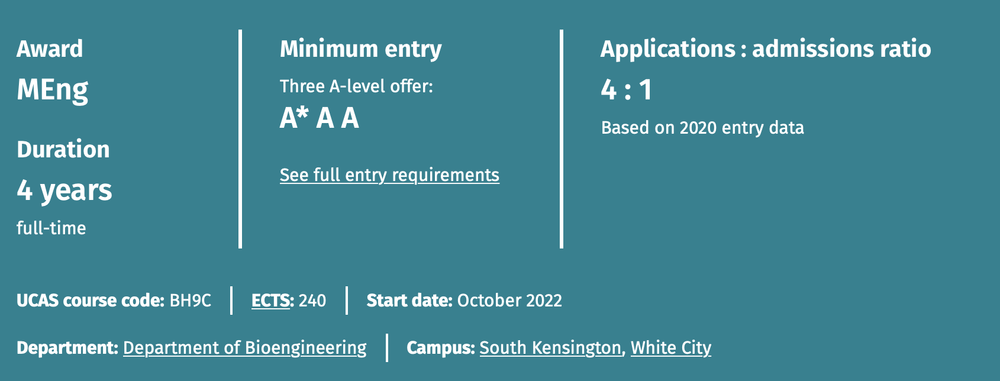 Award
MEng
Duration
4 years
full-time
Minimum entry
Three A-level offer:
A* A A
See full entry requirements
Applications : admissions ratio
4 : 1
Based on 2020 entry data
UCAS course code: BH9C
ECTS: 240
Start date: October 2022
Department: Department of Bioengineering
Campus: South Kensington, White City